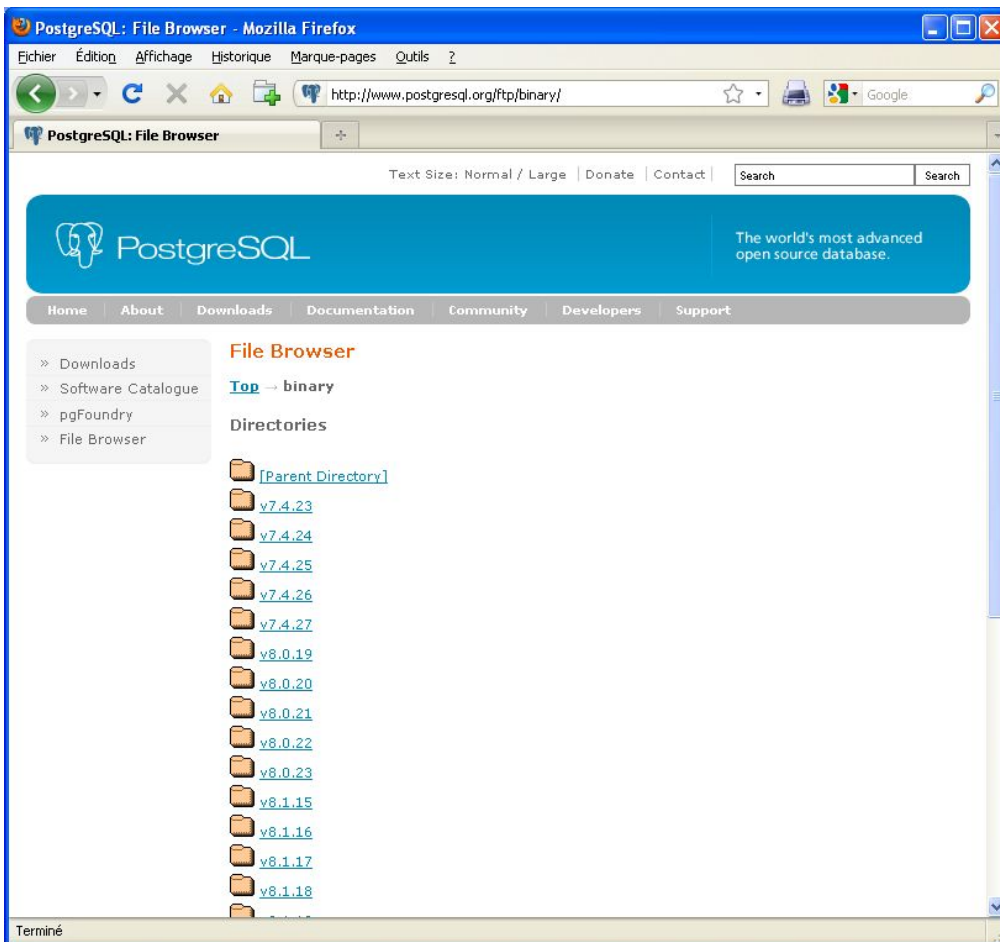 PostgreSQL: File Browser - Mozilla Firefox
Fichier Édition Affichage Historique Marque-pages Outils ?
http://www.postgresql.org/ftp/binary/ Google
PostgreSQL: File Browser
Text Size: Normal / Large | Donate | Contact | Search Search
PostgreSQL
The world's most advanced
open source database.
Home About Downloads Documentation Community Developers Support
» Downloads
» Software Catalogue
» pgFoundry
» File Browser
File Browser
Top → binary
Directories
[Parent Directory]
v7.4.23
v7.4.24
v7.4.25
v7.4.26
v7.4.27
v8.0.19
v8.0.20
v8.0.21
v8.0.22
v8.0.23
v8.1.15
v8.1.16
v8.1.17
v8.1.18
Terminé